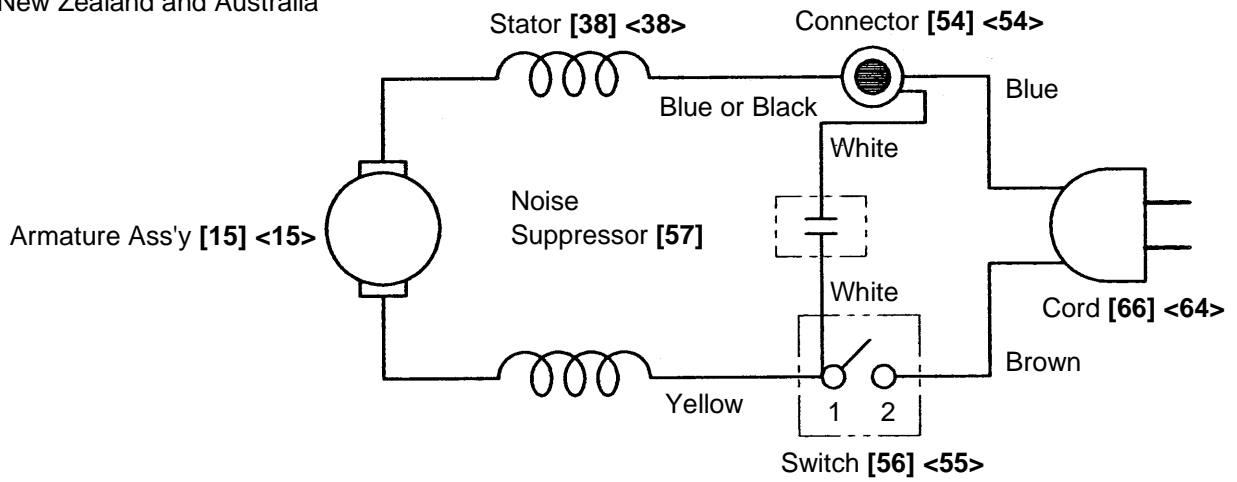 New Zealand and Australia
Stator [38] <38>
Connector [54] <54>
Blue or Black
Blue
White
Noise
Suppressor [57]
Armature Ass'y [15] <15>
White
Cord [66] <64>
Brown
Yellow
1 2
Switch [56] <55>